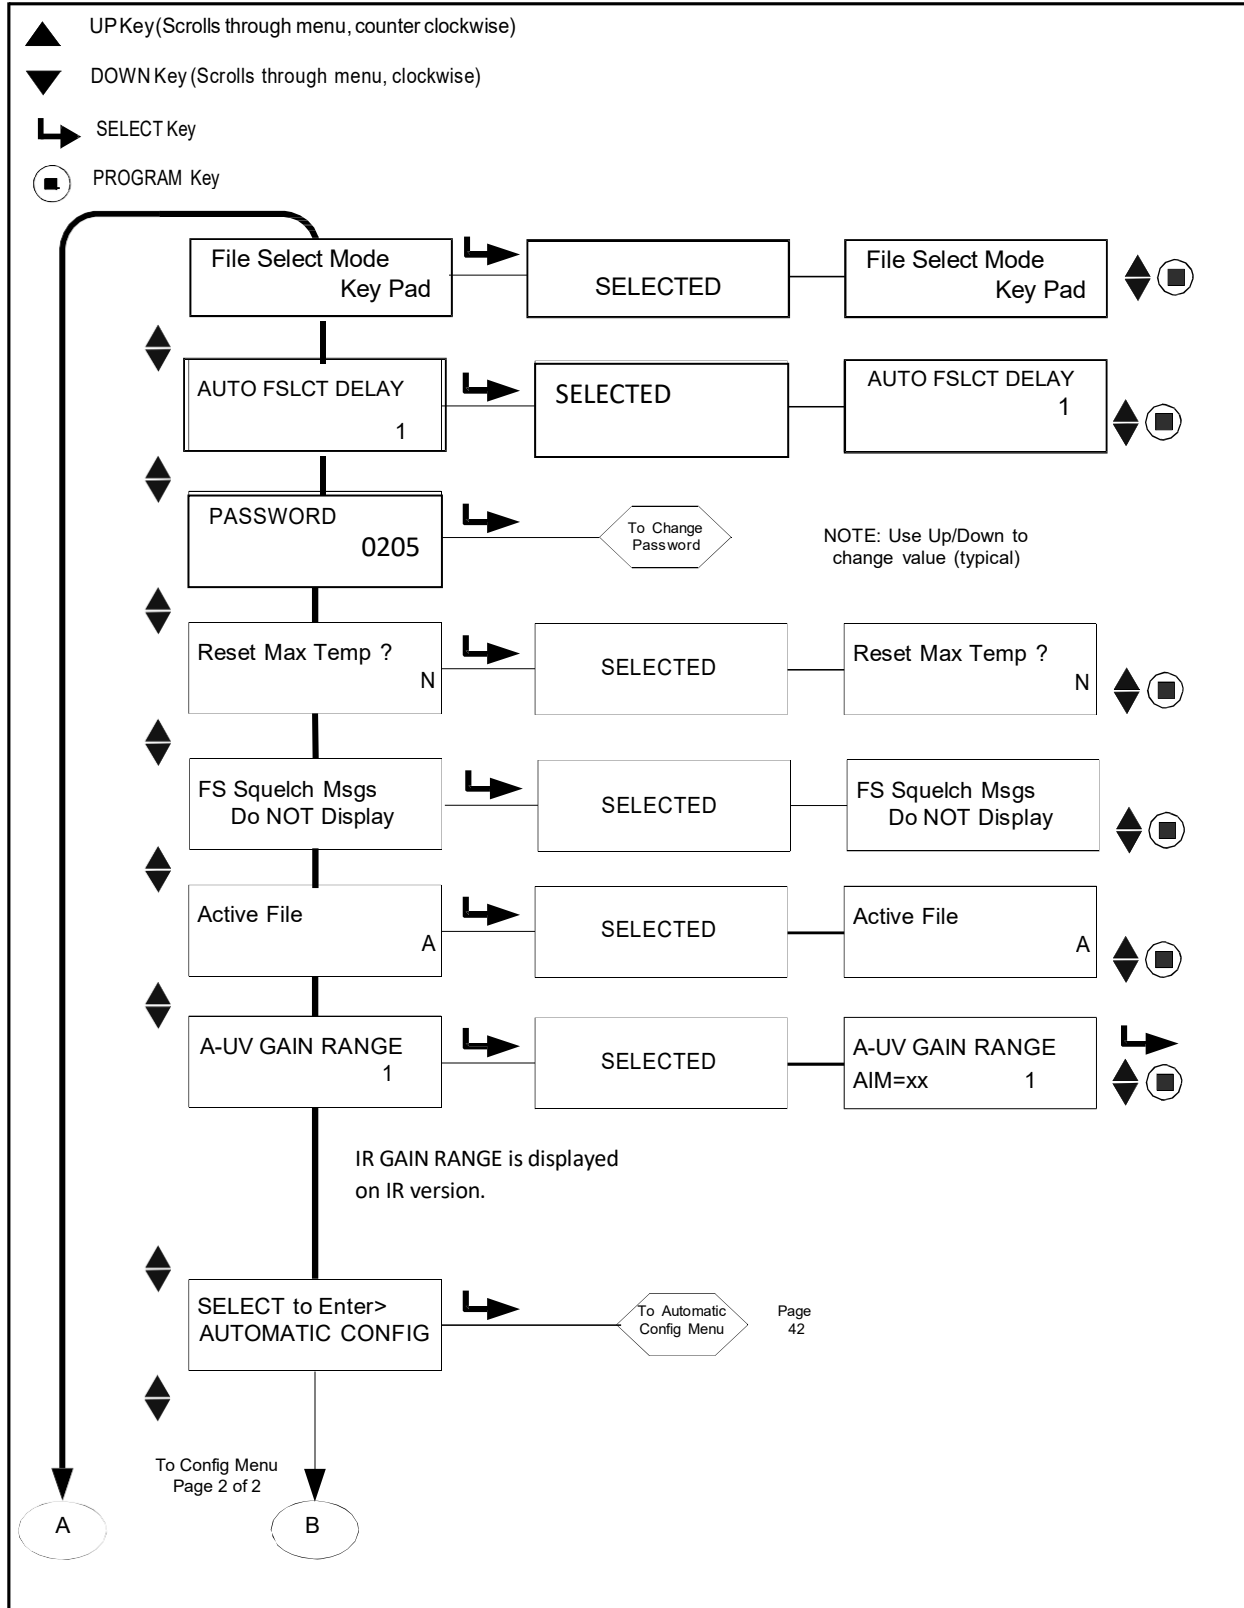 UP Key (Scrolls through menu, counter clockwise)
DOWN Key (Scrolls through menu, clockwise)
SELECT Key
PROGRAM Key
File Select Mode
Key Pad
SELECTED
File Select Mode
Key Pad
AUTO FSLCT DELAY
1
SELECTED
AUTO FSLCT DELAY
1
PASSWORD
0205
To Change
Password
NOTE: Use Up/Down to
change value (typical)
Reset Max Temp ?
N
SELECTED
Reset Max Temp ?
N
FS Squelch Msgs
Do NOT Display
SELECTED
FS Squelch Msgs
Do NOT Display
Active File
A
SELECTED
Active File
A
A-UV GAIN RANGE
1
SELECTED
A-UV GAIN RANGE
AIM=xx 1
IR GAIN RANGE is displayed
on IR version.
SELECT to Enter>
AUTOMATIC CONFIG
To Automatic
Config Menu
Page
42
To Config Menu
Page 2 of 2
A
B